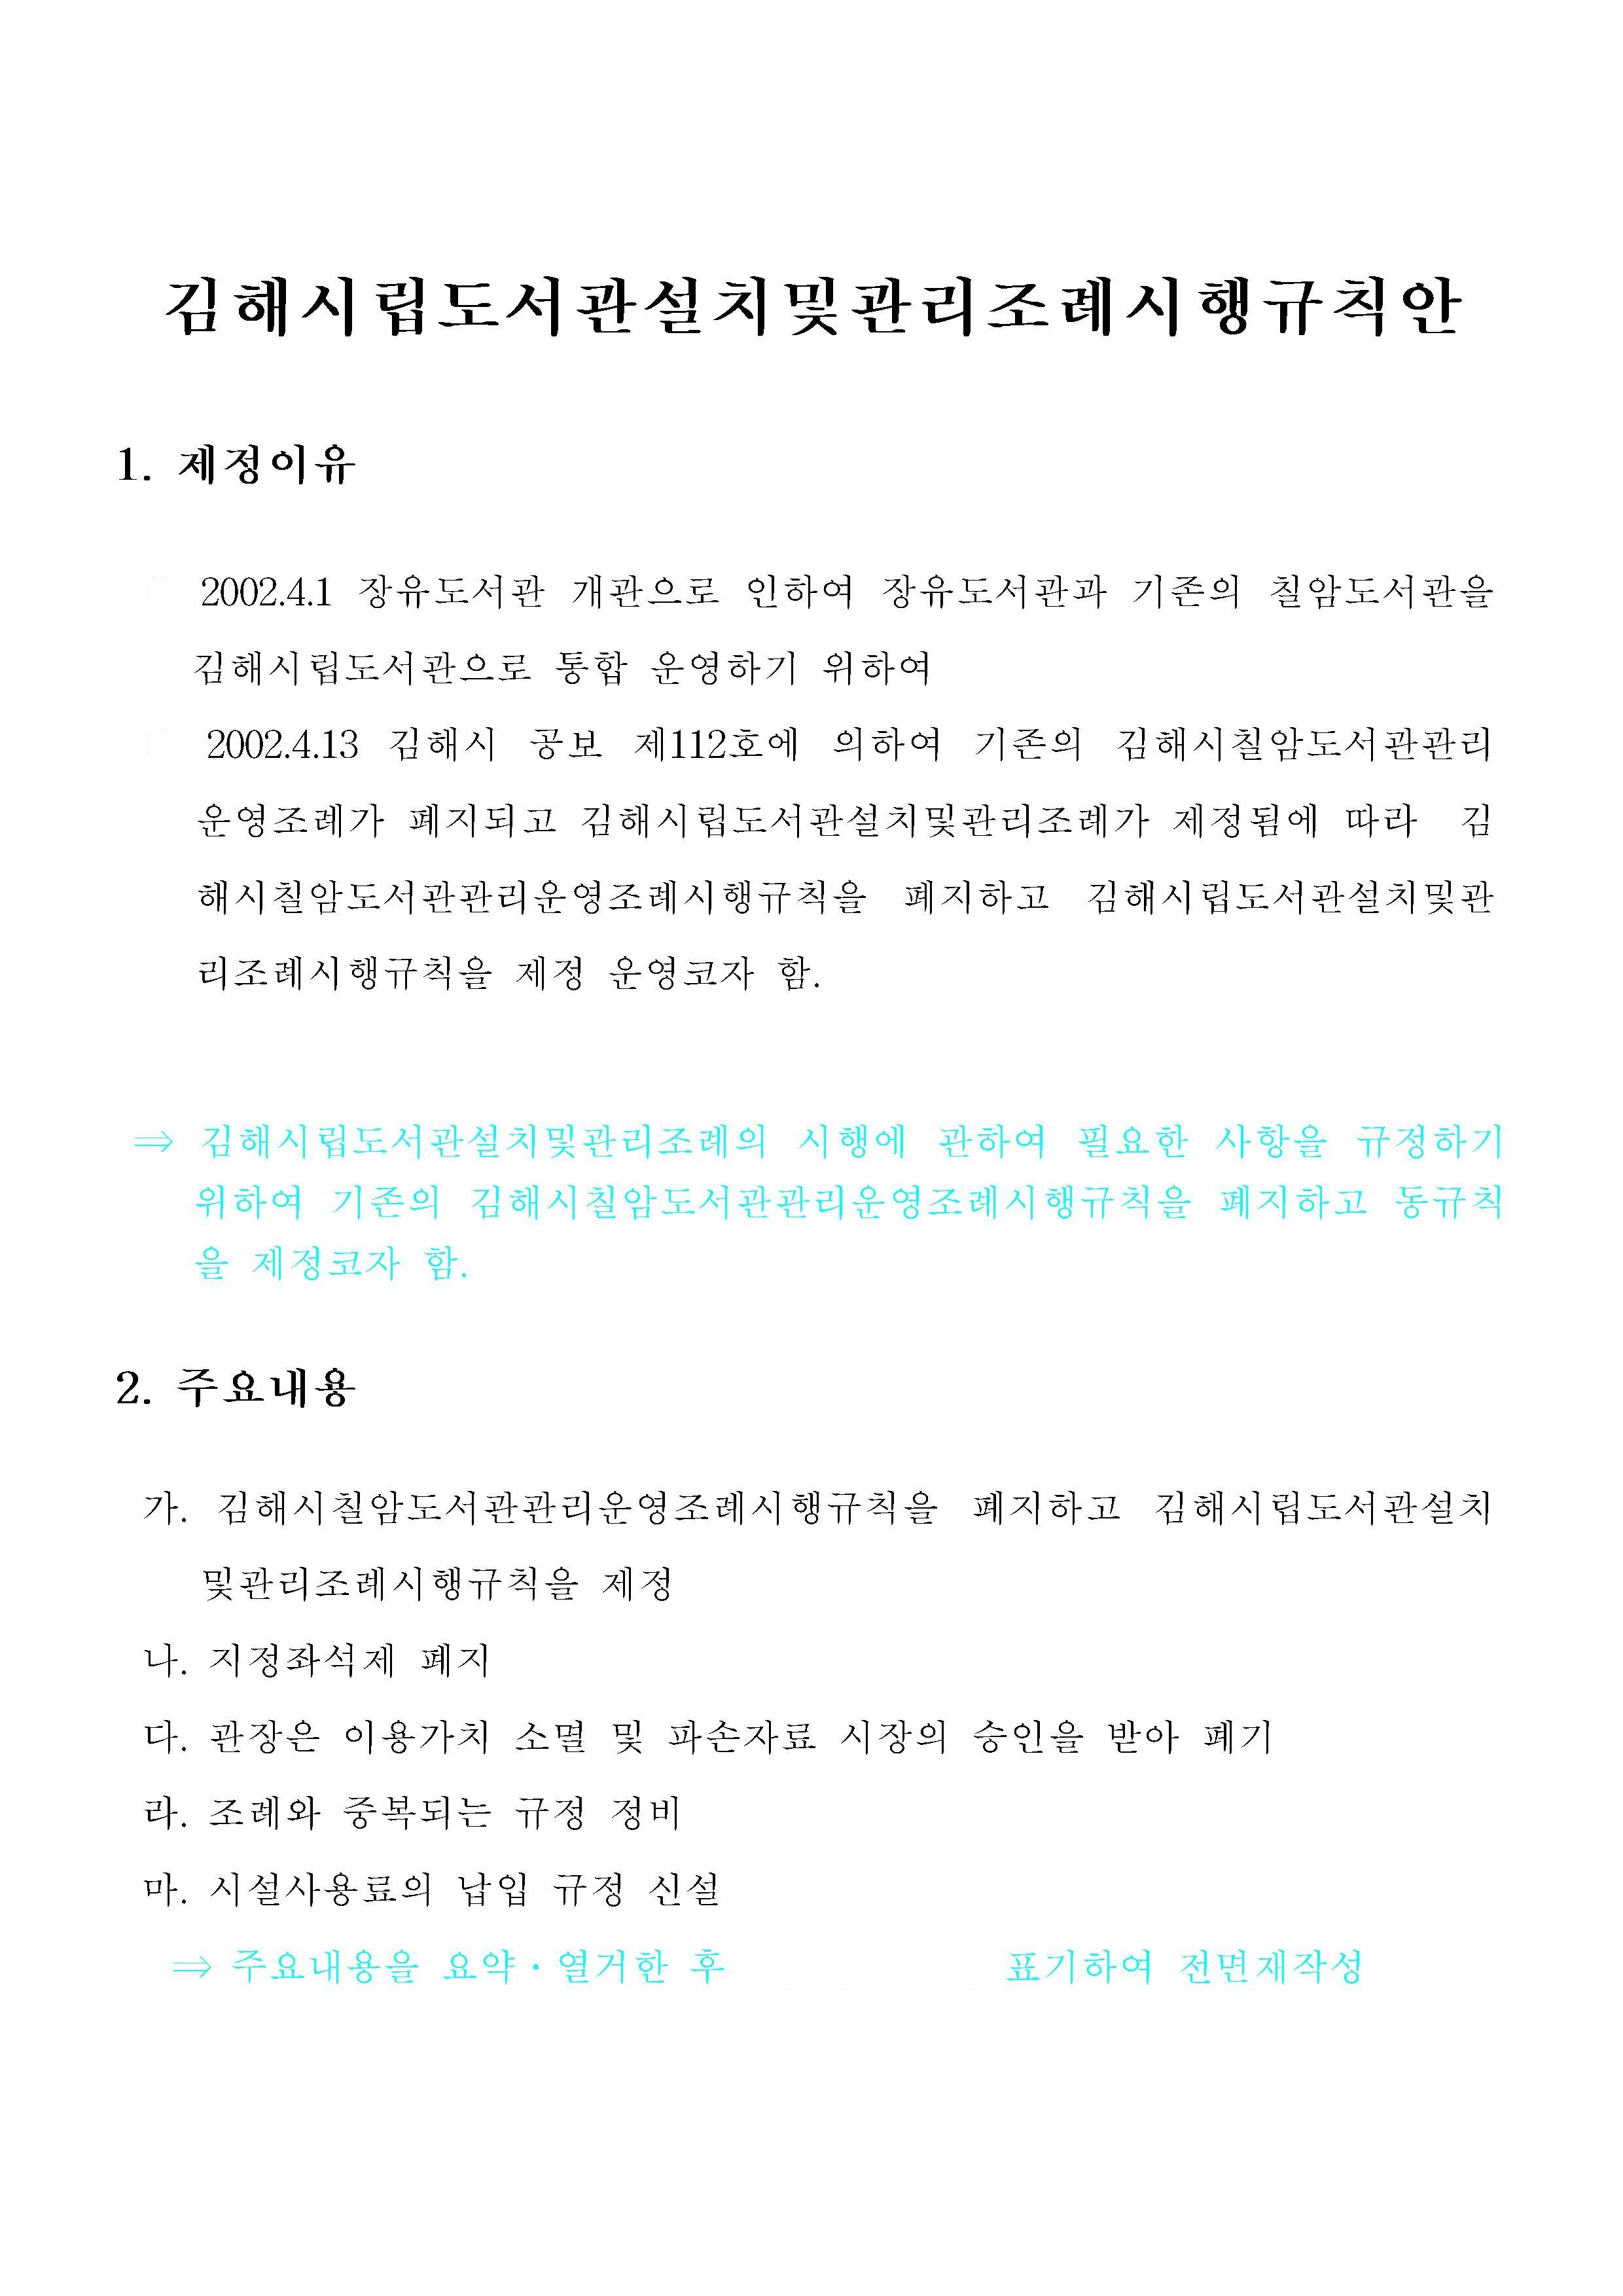 김해시립도서관설치및관리조례시행규칙안
1. 제정이유
2002.4.1 장유도서관 개관으로 인하여 장유도서관과 기존의 칠암도서관을
김해시립도서관으로 통합 운영하기 위하여
2002.4.13 김해시 공보 제112호에 의하여 기존의 김해시칠암도서관관리
운영조례가 폐지되고 김해시립도서관설치및관리조례가 제정됨에 따라 김
해시칠암도서관관리운영조례시행규칙을 폐지하고 김해시립도서관설치및관
리조례시행규칙을 제정 운영코자 함.
⇒ 김해시립도서관설치및관리조례의 시행에 관하여 필요한 사항을 규정하기
위하여 기존의 김해시칠암도서관관리운영조례시행규칙을 폐지하고 동규칙
을 제정코자 함.
2. 주요내용
가. 김해시칠암도서관관리운영조례시행규칙을 폐지하고 김해시립도서관설치
및관리조례시행규칙을 제정
나. 지정좌석제 폐지
다. 관장은 이용가치 소멸 및 파손자료 시장의 승인을 받아 폐기
라. 조례와 중복되는 규정 정비
마. 시설사용료의 납입 규정 신설
⇒ 주요내용을 요약·열거한 후 표기하여 전면재작성